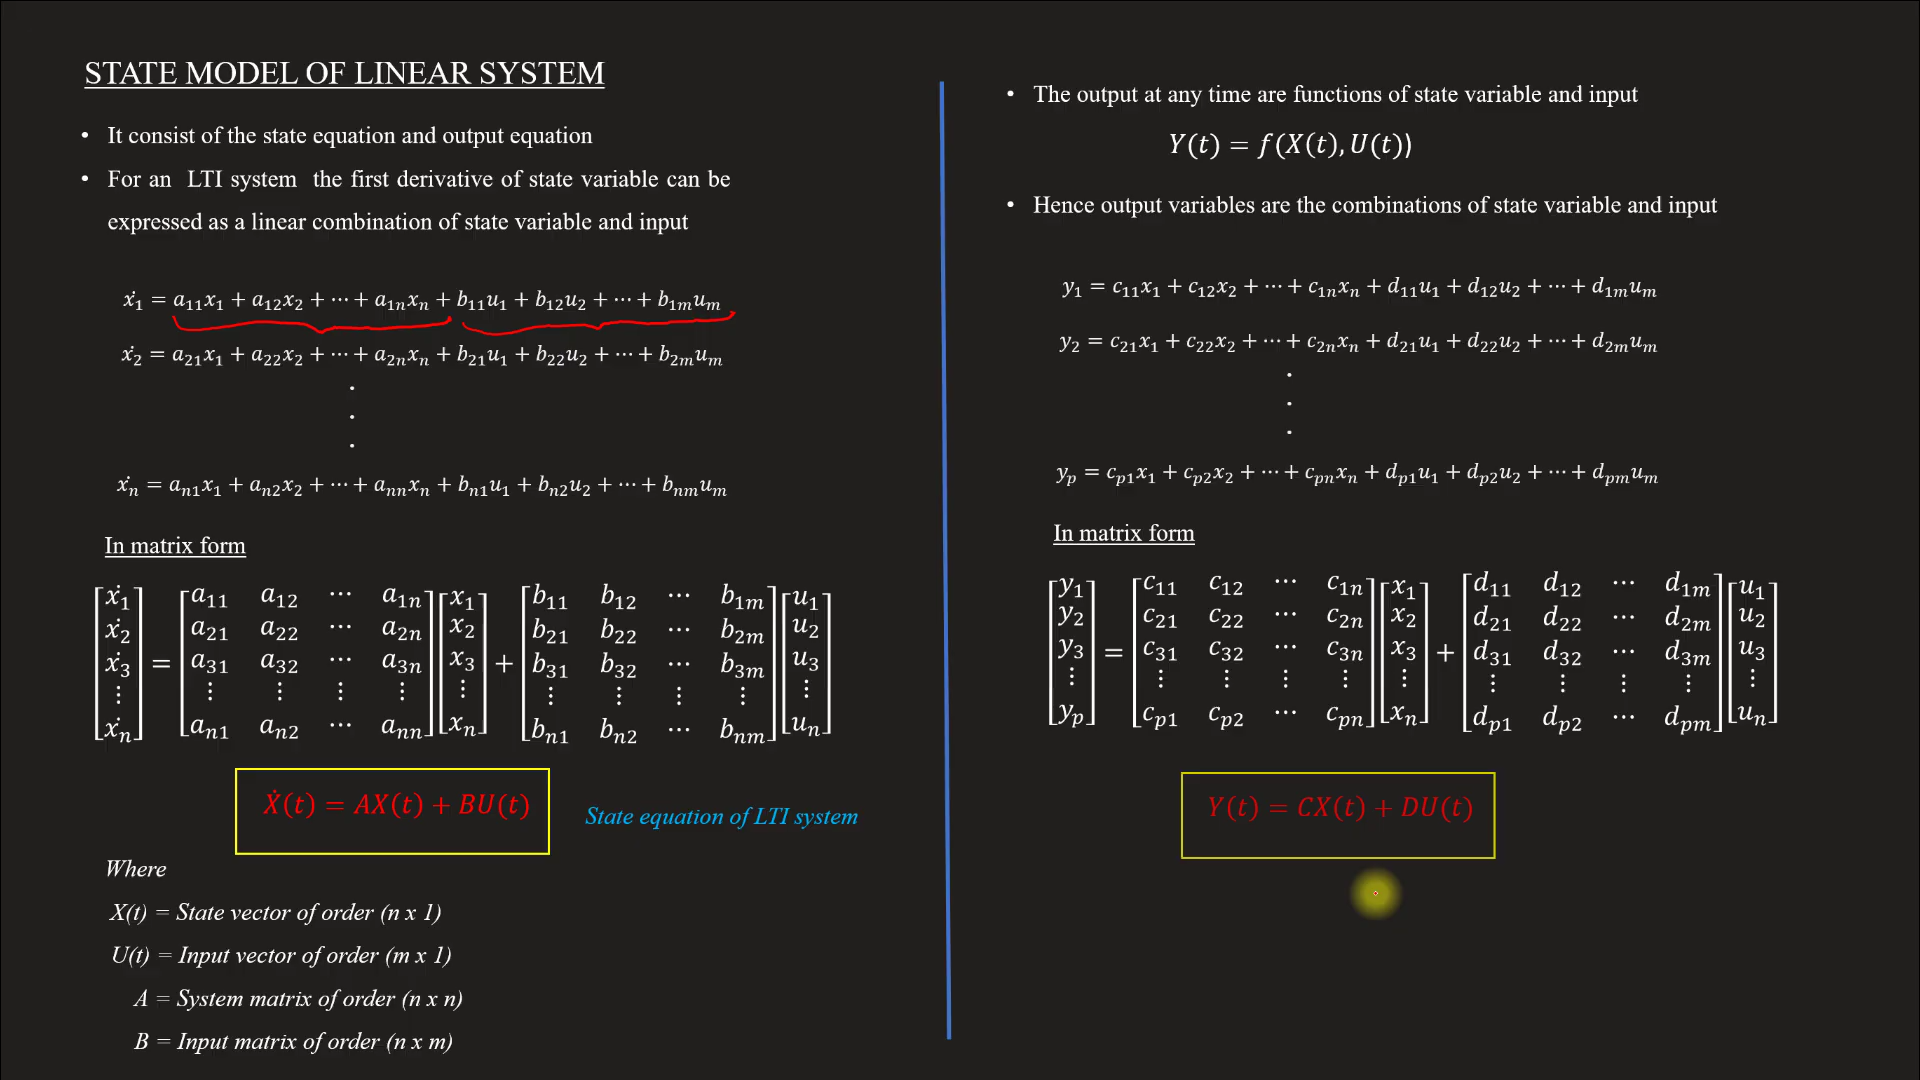 STATE MODEL OF LINEAR SYSTEM
• It consist of the state equation and output equation
• For an LTI system the first derivative of state variable can be
expressed as a linear combination of state variable and input
ẋ₁ = a₁₁x₁ + a₁₂x₂ + ⋯ + a₁ₙxₙ + b₁₁u₁ + b₁₂u₂ + ⋯ + b₁ₘuₘ
ẋ₂ = a₂₁x₁ + a₂₂x₂ + ⋯ + a₂ₙxₙ + b₂₁u₁ + b₂₂u₂ + ⋯ + b₂ₘuₘ
.
.
.
ẋₙ = aₙ₁x₁ + aₙ₂x₂ + ⋯ + aₙₙxₙ + bₙ₁u₁ + bₙ₂u₂ + ⋯ + bₙₘuₘ
In matrix form
[ẋ₁ ẋ₂ ẋ₃ ⋮ ẋₙ] = [a₁₁ a₁₂ ⋯ a₁ₙ; a₂₁ a₂₂ ⋯ a₂ₙ; a₃₁ a₃₂ ⋯ a₃ₙ; ⋮ ⋮ ⋮ ⋮; aₙ₁ aₙ₂ ⋯ aₙₙ] [x₁ x₂ x₃ ⋮ xₙ] + [b₁₁ b₁₂ ⋯ b₁ₘ; b₂₁ b₂₂ ⋯ b₂ₘ; b₃₁ b₃₂ ⋯ b₃ₘ; ⋮ ⋮ ⋮ ⋮; bₙ₁ bₙ₂ ⋯ bₙₘ] [u₁ u₂ u₃ ⋮ uₙ]
Ẋ(t) = AX(t) + BU(t)
State equation of LTI system
Where
X(t) = State vector of order (n x 1)
U(t) = Input vector of order (m x 1)
A = System matrix of order (n x n)
B = Input matrix of order (n x m)
• The output at any time are functions of state variable and input
Y(t) = f(X(t), U(t))
• Hence output variables are the combinations of state variable and input
y₁ = c₁₁x₁ + c₁₂x₂ + ⋯ + c₁ₙxₙ + d₁₁u₁ + d₁₂u₂ + ⋯ + d₁ₘuₘ
y₂ = c₂₁x₁ + c₂₂x₂ + ⋯ + c₂ₙxₙ + d₂₁u₁ + d₂₂u₂ + ⋯ + d₂ₘuₘ
.
.
.
yₚ = cₚ₁x₁ + cₚ₂x₂ + ⋯ + cₚₙxₙ + dₚ₁u₁ + dₚ₂u₂ + ⋯ + dₚₘuₘ
In matrix form
[y₁ y₂ y₃ ⋮ yₚ] = [c₁₁ c₁₂ ⋯ c₁ₙ; c₂₁ c₂₂ ⋯ c₂ₙ; c₃₁ c₃₂ ⋯ c₃ₙ; ⋮ ⋮ ⋮ ⋮; cₚ₁ cₚ₂ ⋯ cₚₙ] [x₁ x₂ x₃ ⋮ xₙ] + [d₁₁ d₁₂ ⋯ d₁ₘ; d₂₁ d₂₂ ⋯ d₂ₘ; d₃₁ d₃₂ ⋯ d₃ₘ; ⋮ ⋮ ⋮ ⋮; dₚ₁ dₚ₂ ⋯ dₚₘ] [u₁ u₂ u₃ ⋮ uₙ]
Y(t) = CX(t) + DU(t)